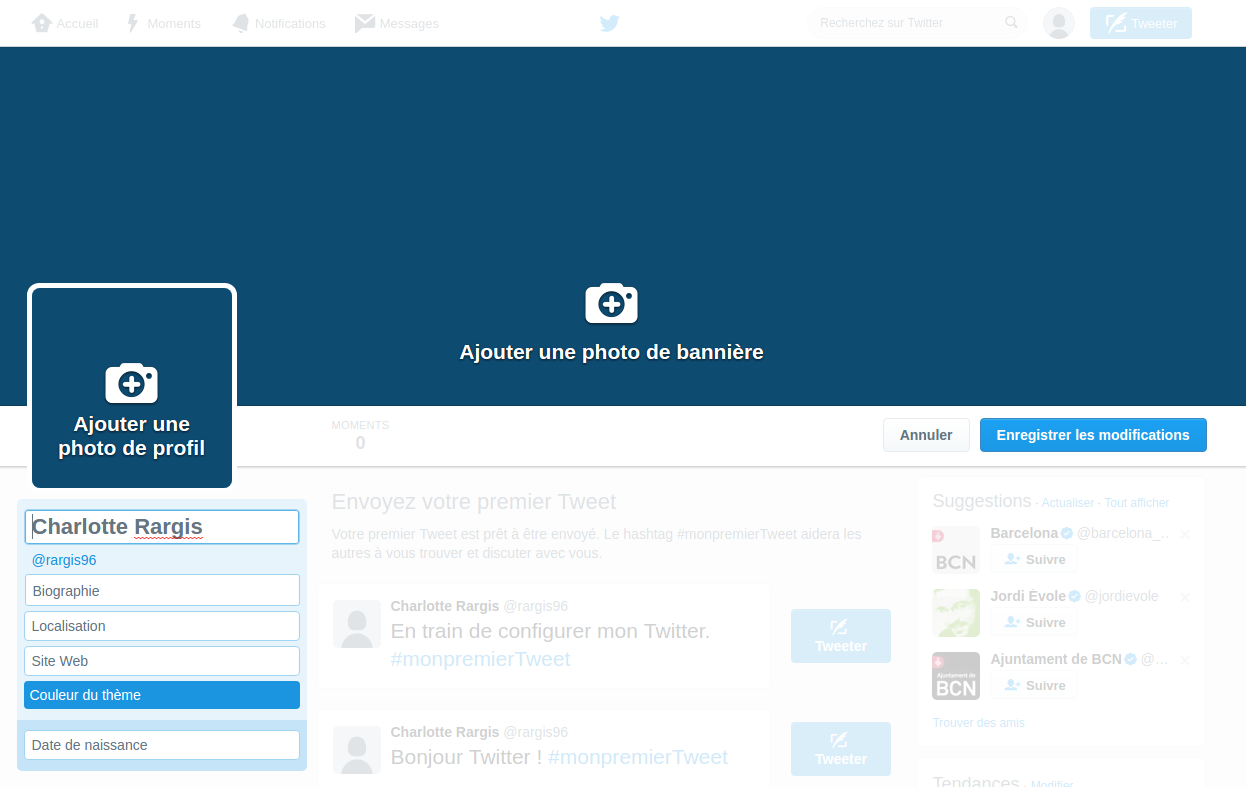 Accueil
Moments
Notifications
Messages
Recherchez sur Twitter
Tweeter
Ajouter une photo de bannière
Ajouter une
photo de profil
MOMENTS
0
Annuler
Enregistrer les modifications
Charlotte Rargis
@rargis96
Biographie
Localisation
Site Web
Couleur du thème
Date de naissance
Envoyez votre premier Tweet
Votre premier Tweet est prêt à être envoyé. Le hashtag #monpremierTweet aidera les
autres à vous trouver et discuter avec vous.
Charlotte Rargis @rargis96
En train de configurer mon Twitter.
#monpremierTweet
Tweeter
Charlotte Rargis @rargis96
Bonjour Twitter ! #monpremierTweet
Tweeter
Suggestions - Actualiser - Tout afficher
BCN
Barcelona @barcelona_...
Suivre
Jordi Évole @jordievole
Suivre
Ajuntament de
BCN
Ajuntament de BCN @...
Suivre
Trouver des amis
Tendances - Modifier